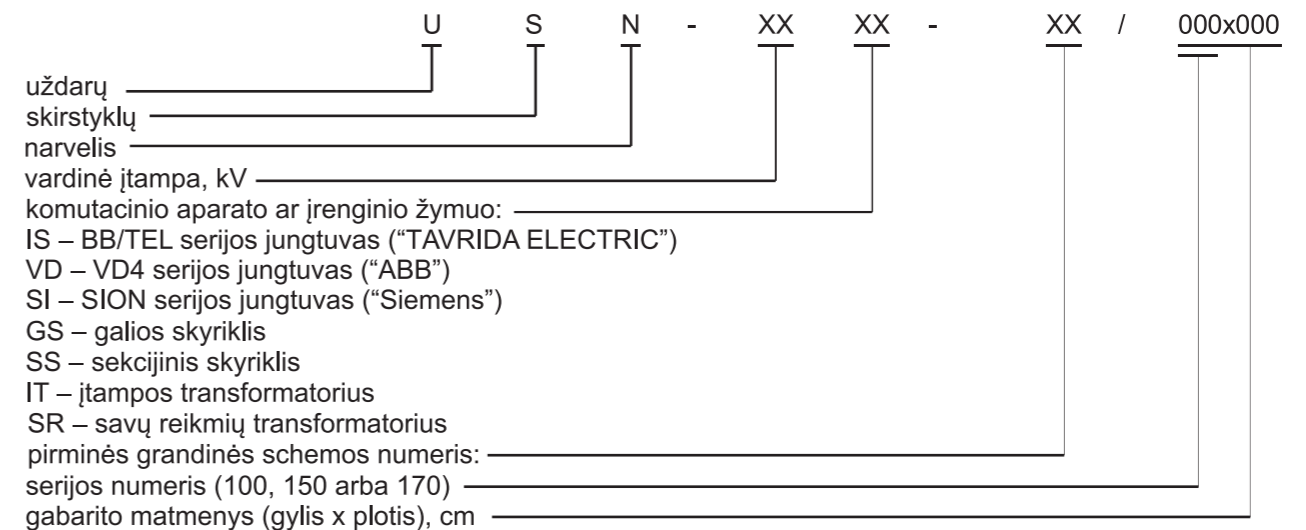 U S N - XX XX - XX / 000x000
uždarų
skirstyklų
narvelis
vardinė įtampa, kV
komutacinio aparato ar įrenginio žymuo:
IS – BB/TEL serijos jungtuvas (“TAVRIDA ELECTRIC”)
VD – VD4 serijos jungtuvas (“ABB”)
SI – SION serijos jungtuvas (“Siemens”)
GS – galios skyriklis
SS – sekcijinis skyriklis
IT – įtampos transformatorius
SR – savų reikmių transformatorius
pirminės grandinės schemos numeris:
serijos numeris (100, 150 arba 170)
gabarito matmenys (gylis x plotis), cm